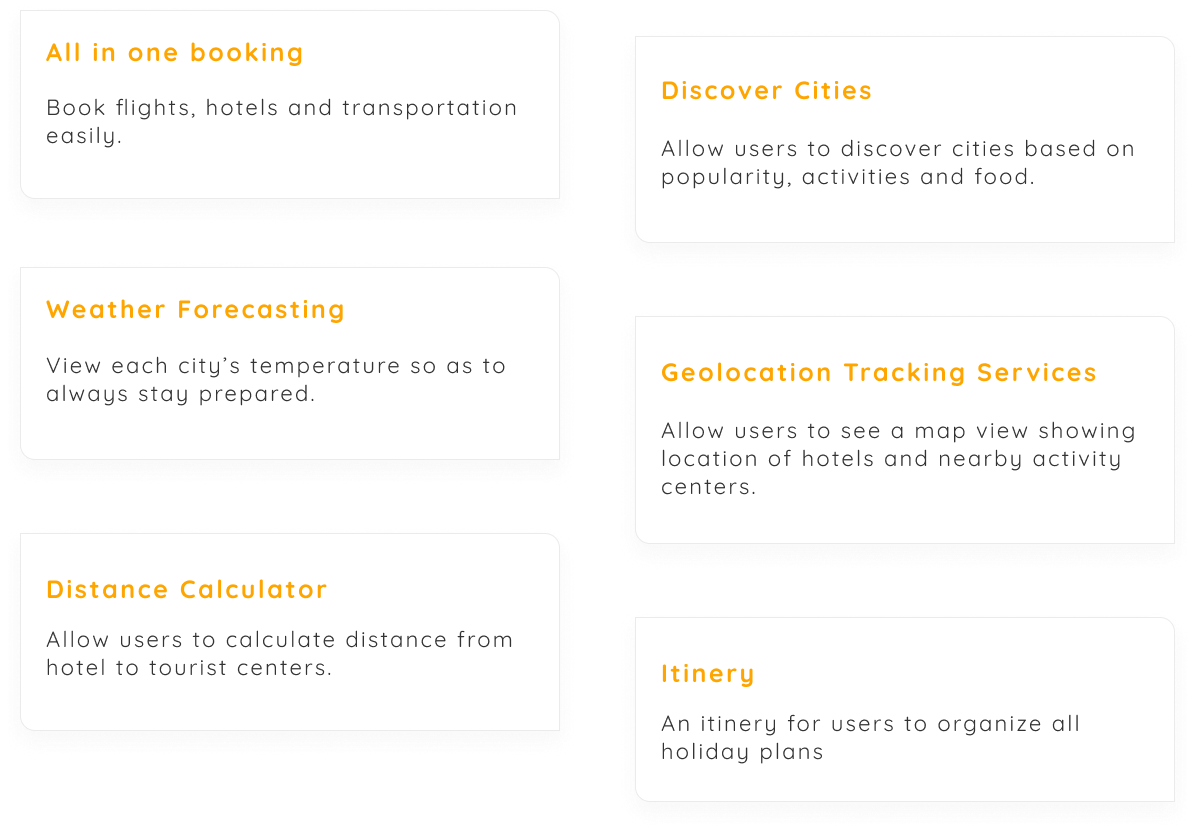 All in one booking
Book flights, hotels and transportation
easily.
Discover Cities
Allow users to discover cities based on
popularity, activities and food.
Weather Forecasting
View each city’s temperature so as to
always stay prepared.
Geolocation Tracking Services
Allow users to see a map view showing
location of hotels and nearby activity
centers.
Distance Calculator
Allow users to calculate distance from
hotel to tourist centers.
Itinery
An itinery for users to organize all
holiday plans